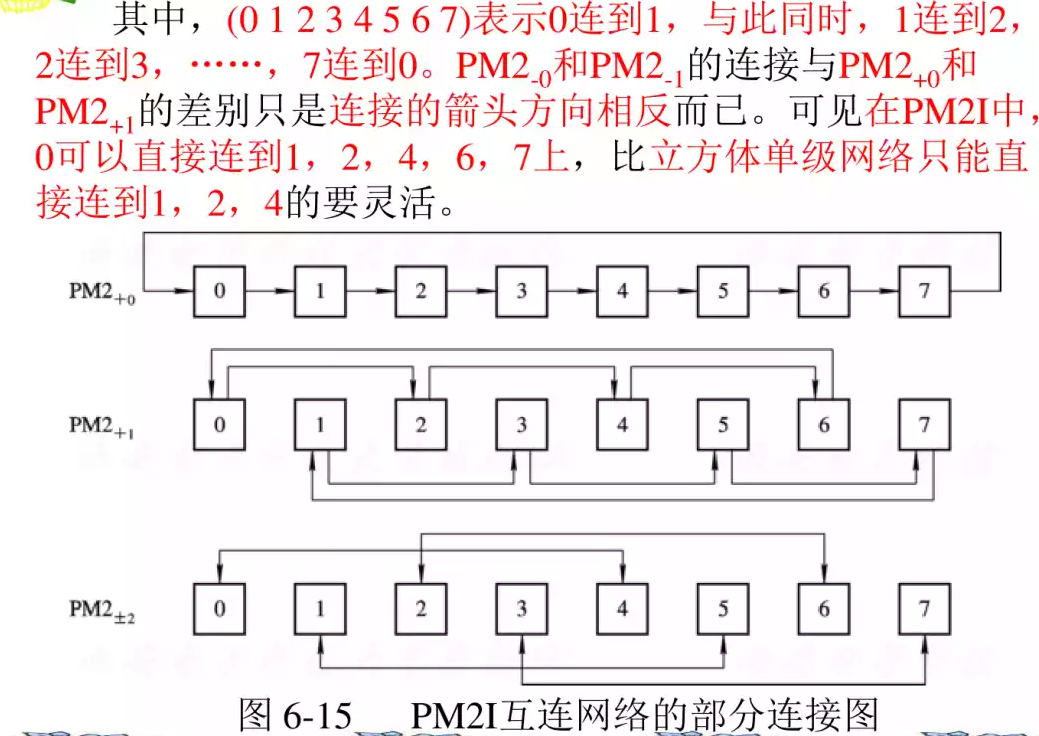 其中，(0 1 2 3 4 5 6 7)表示0连到1，与此同时，1连到2，
2连到3，……，7连到0。PM2-0和PM2-1的连接与PM2+0和
PM2+1的差别只是连接的箭头方向相反而已。可见在PM2I中，
0可以直接连到1，2，4，6，7上，比立方体单级网络只能直
接连到1，2，4的要灵活。
PM2+0 0 1 2 3 4 5 6 7
PM2+1 0 1 2 3 4 5 6 7
PM2±2 0 1 2 3 4 5 6 7
图 6-15 PM2I互连网络的部分连接图